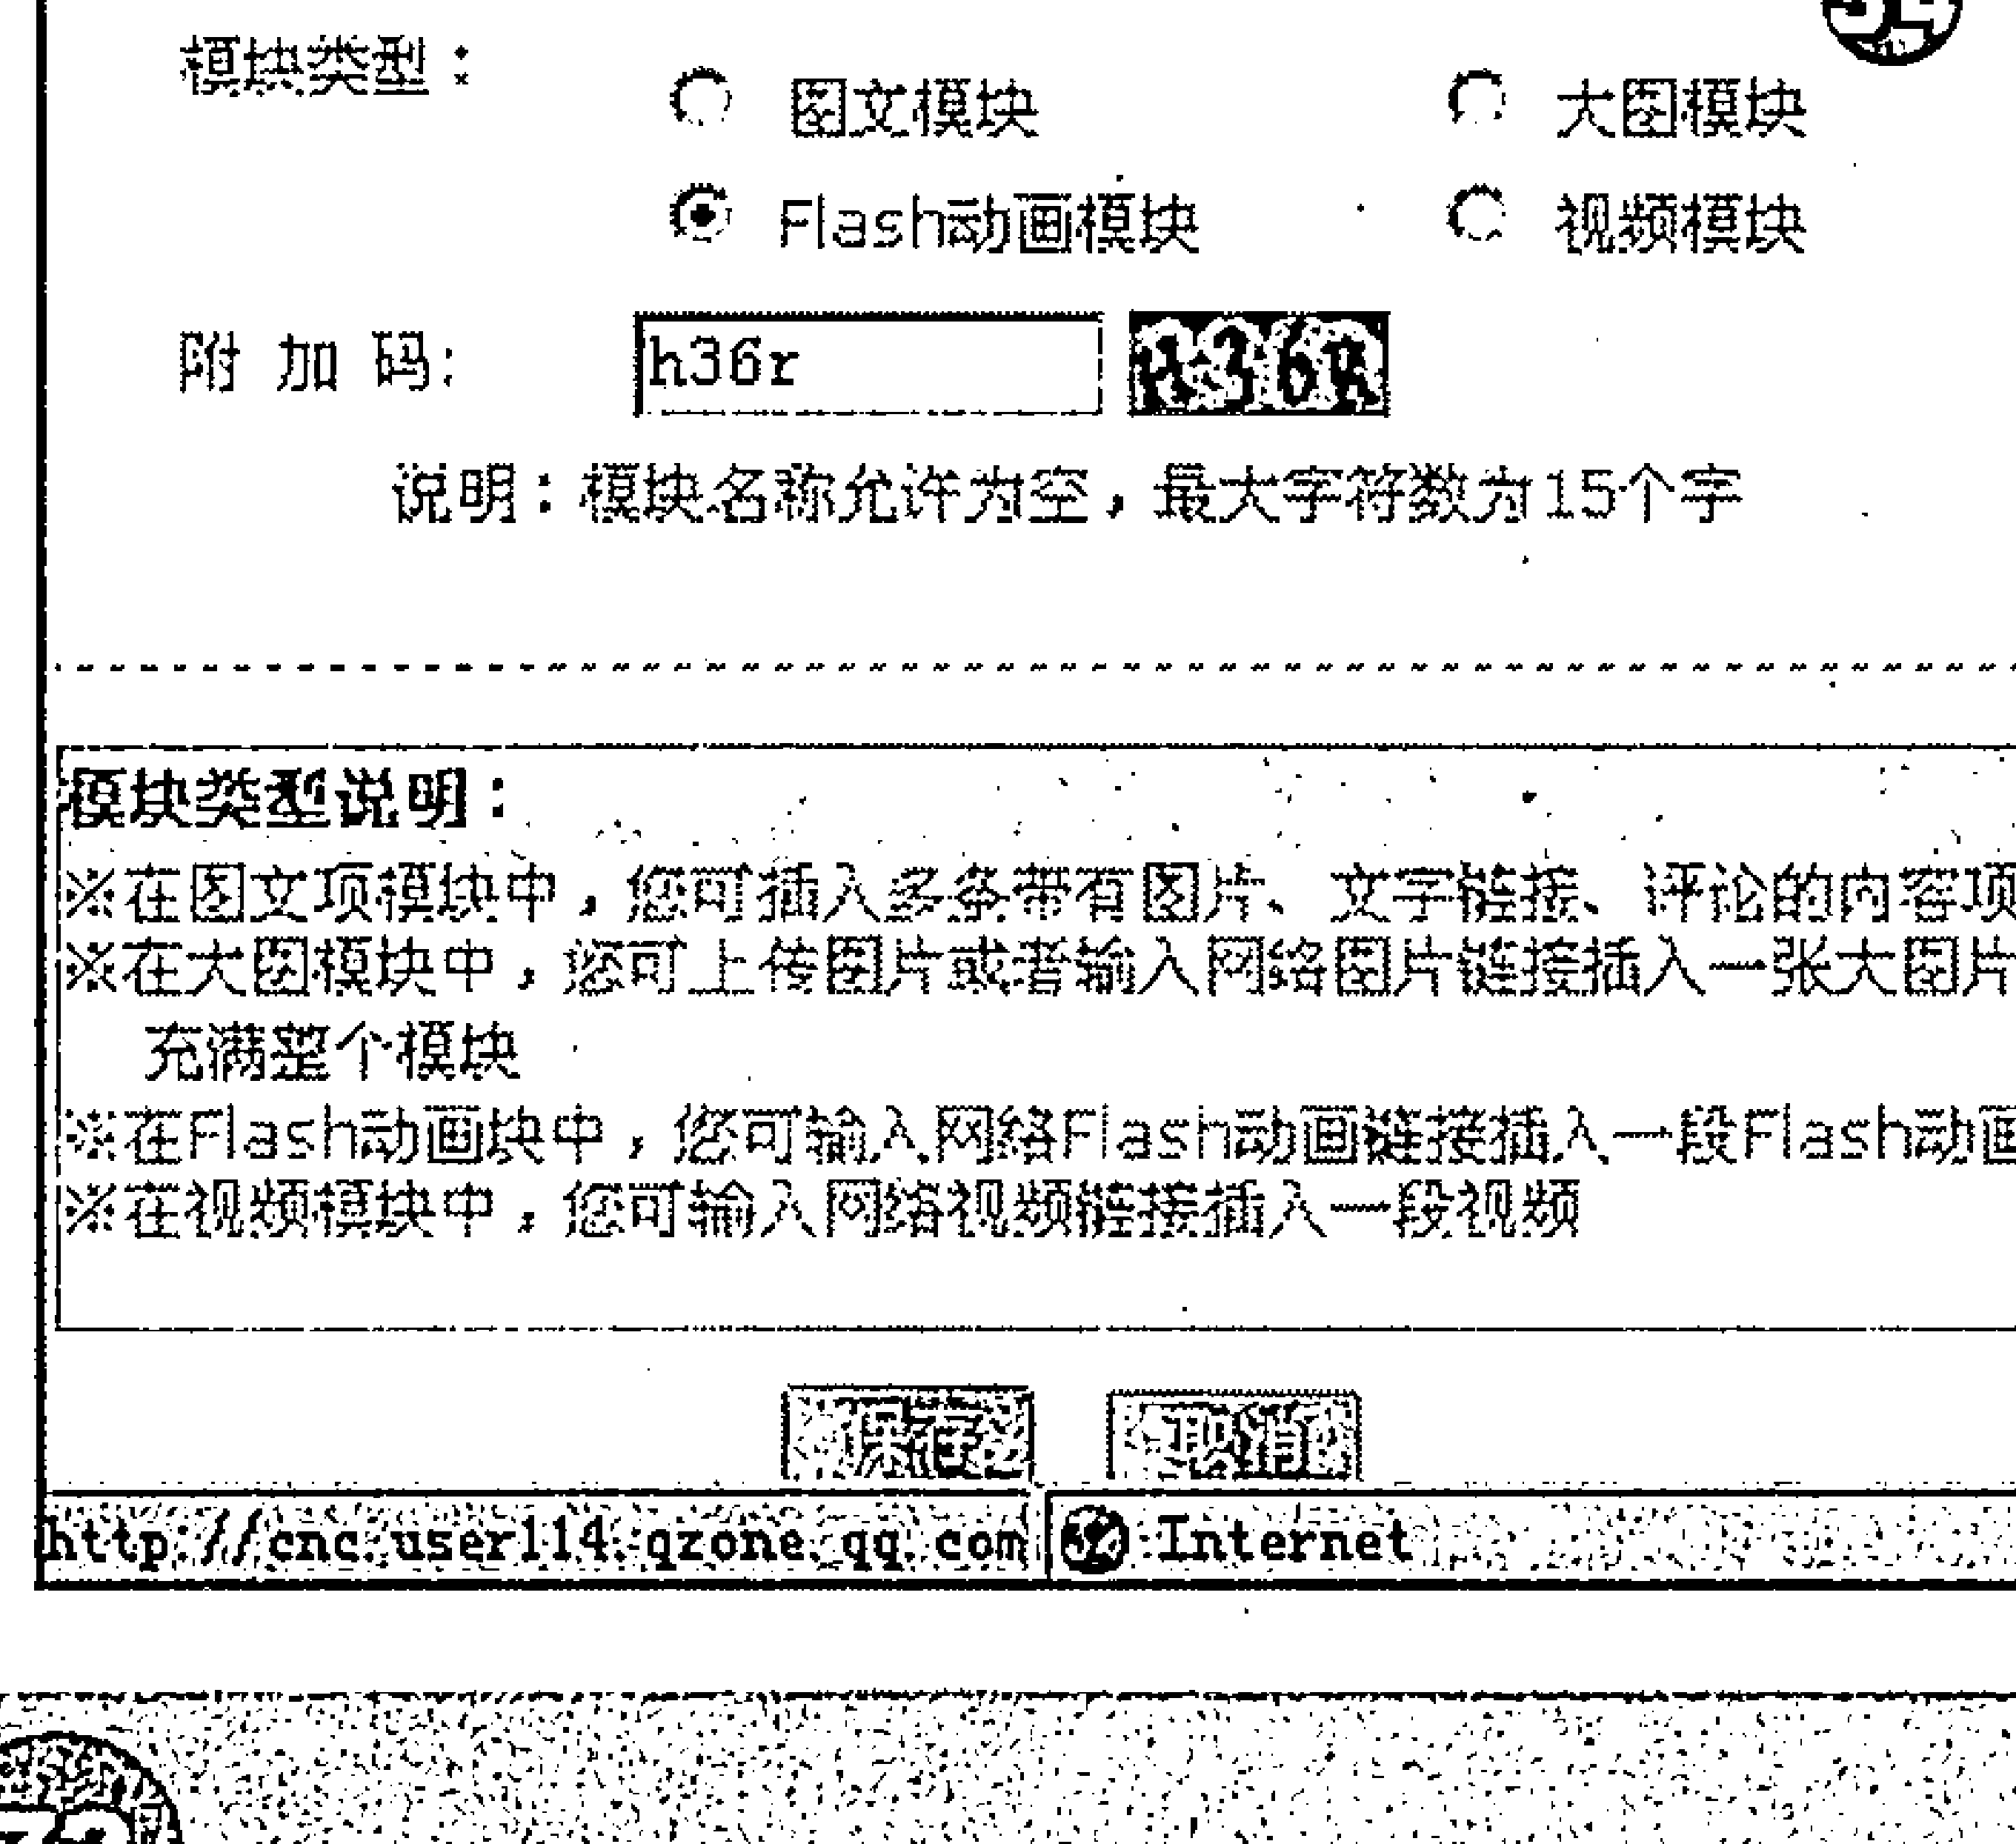 模块类型：
图文模块 大图模块
Flash动画模块 视频模块
附 加 码: h36r H36R
说明：模块名称允许为空，最大字符数为15个字
模块类型说明：
※在图文项模块中，您可插入多条带有图片、文字链接、评论的内容项
※在大图模块中，您可上传图片或者输入网络图片链接插入一张大图片
充满整个模块
※在Flash动画块中，您可输入网络Flash动画链接插入一段Flash动画
※在视频模块中，您可输入网络视频链接插入一段视频
保存 取消
http://cnc.user114.qzone.qq.com Internet